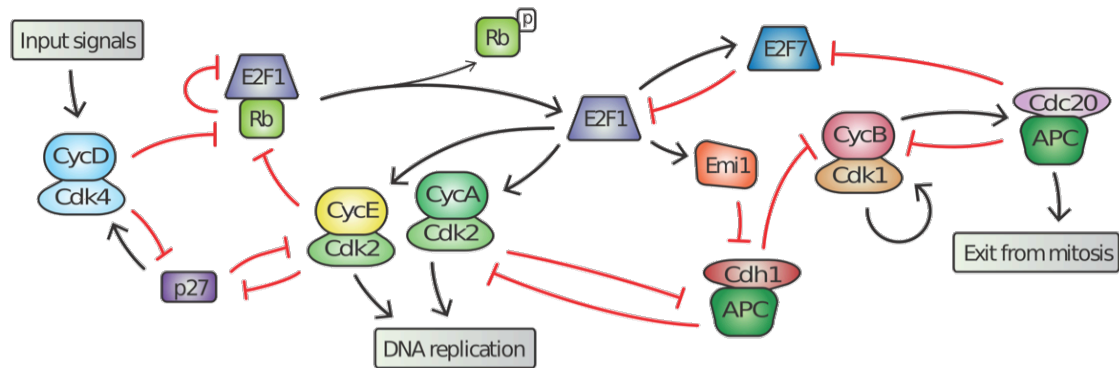 Input signals
E2F1
Rb
Rb
p
E2F1
E2F7
Cdc20
APC
CycD
Cdk4
CycE
Cdk2
CycA
Cdk2
Emi1
CycB
Cdk1
p27
Cdh1
APC
Exit from mitosis
DNA replication